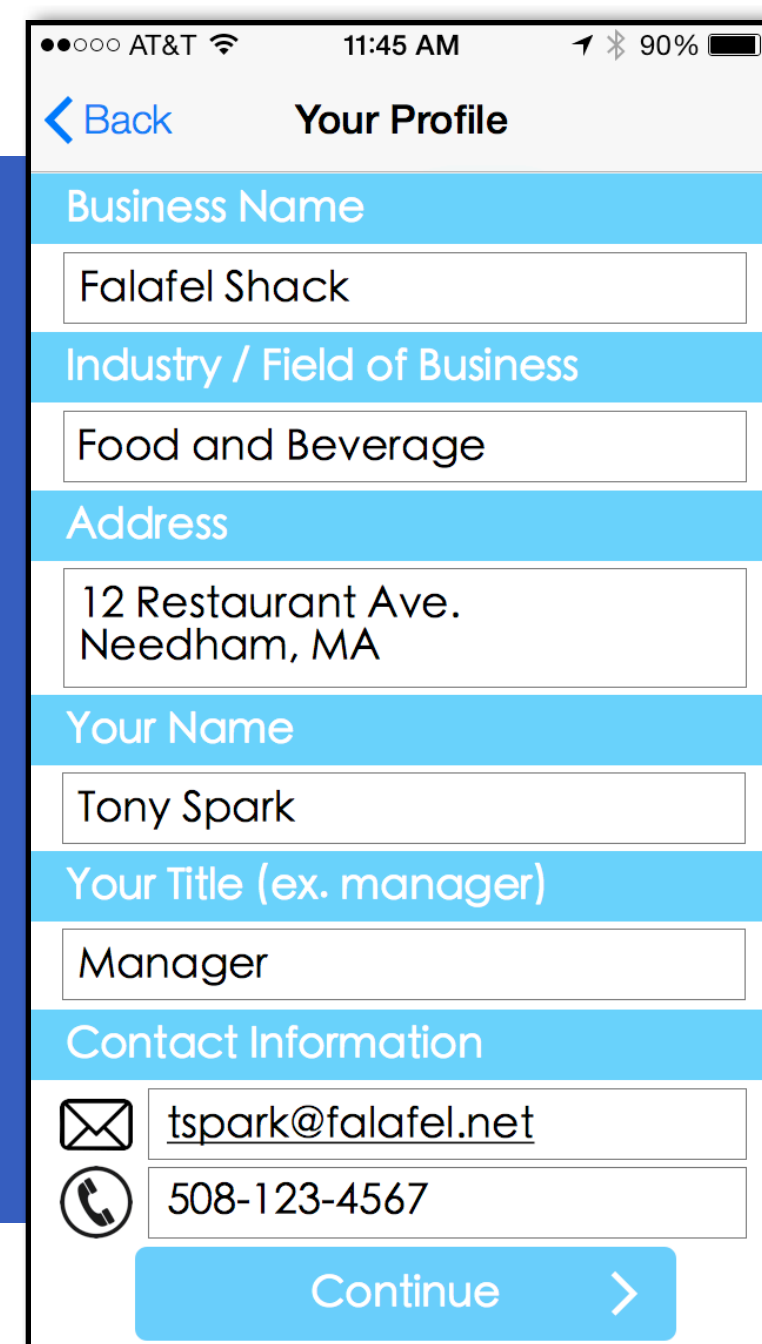 AT&T 11:45 AM 90%
Back Your Profile
Business Name
Falafel Shack
Industry / Field of Business
Food and Beverage
Address
12 Restaurant Ave.
Needham, MA
Your Name
Tony Spark
Your Title (ex. manager)
Manager
Contact Information
tspark@falafel.net
508-123-4567
Continue